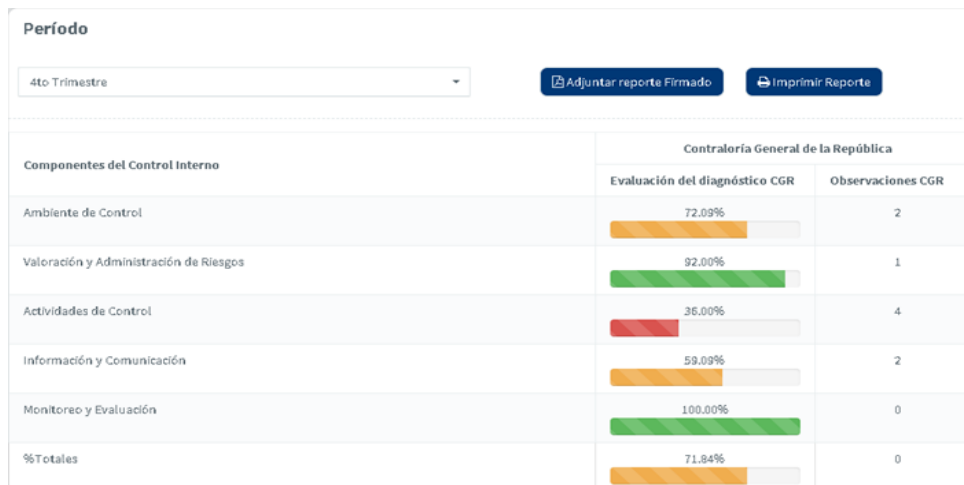 Período
4to Trimestre
Adjuntar reporte Firmado
Imprimir Reporte
Componentes del Control Interno
Contraloría General de la República
Evaluación del diagnóstico CGR
Observaciones CGR
Ambiente de Control
72.09%
2
Valoración y Administración de Riesgos
92.00%
1
Actividades de Control
36.00%
4
Información y Comunicación
59.09%
2
Monitoreo y Evaluación
100.00%
0
%Totales
71.84%
0